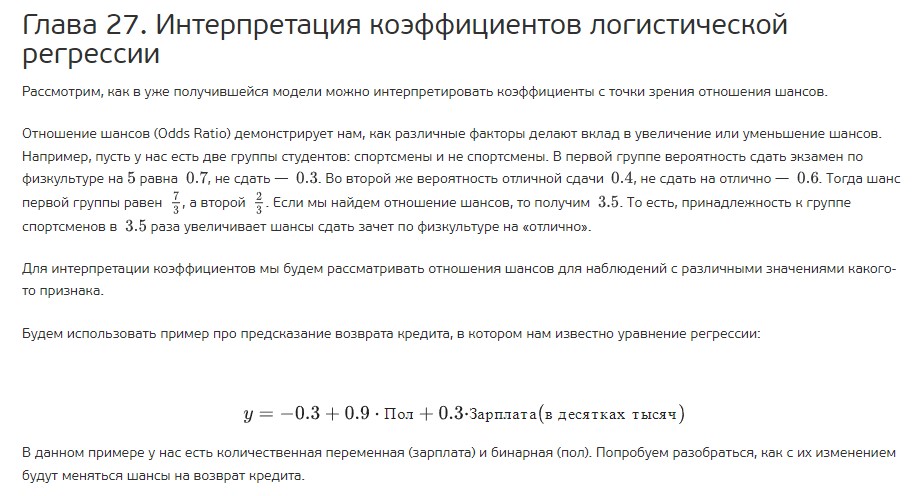 Глава 27. Интерпретация коэффициентов логистической
регрессии
Рассмотрим, как в уже получившейся модели можно интерпретировать коэффициенты с точки зрения отношения шансов.
Отношение шансов (Odds Ratio) демонстрирует нам, как различные факторы делают вклад в увеличение или уменьшение шансов.
Например, пусть у нас есть две группы студентов: спортсмены и не спортсмены. В первой группе вероятность сдать экзамен по
физкультуре на 5 равна 0.7, не сдать — 0.3. Во второй же вероятность отличной сдачи 0.4, не сдать на отлично — 0.6. Тогда шанс
первой группы равен 7/3, а второй 2/3. Если мы найдем отношение шансов, то получим 3.5. То есть, принадлежность к группе
спортсменов в 3.5 раза увеличивает шансы сдать зачет по физкультуре на «отлично».
Для интерпретации коэффициентов мы будем рассматривать отношения шансов для наблюдений с различными значениями какого-
то признака.
Будем использовать пример про предсказание возврата кредита, в котором нам известно уравнение регрессии:
y = −0.3 + 0.9 · Пол + 0.3·Зарплата(в десятках тысяч)
В данном примере у нас есть количественная переменная (зарплата) и бинарная (пол). Попробуем разобраться, как с их изменением
будут меняться шансы на возврат кредита.